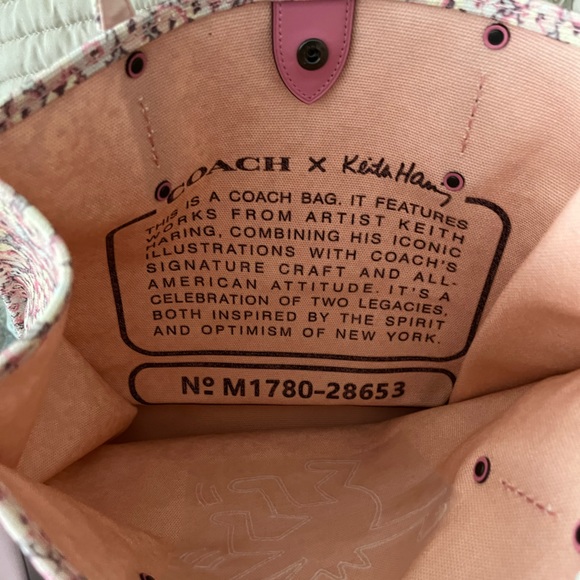 COACH X Keith Haring
THIS IS A COACH BAG. IT FEATURES
WORKS FROM ARTIST KEITH
HARING, COMBINING HIS ICONIC
ILLUSTRATIONS WITH COACH'S
SIGNATURE CRAFT AND ALL-
AMERICAN ATTITUDE. IT'S A
CELEBRATION OF TWO LEGACIES,
BOTH INSPIRED BY THE SPIRIT
AND OPTIMISM OF NEW YORK.
Nº M1780-28653